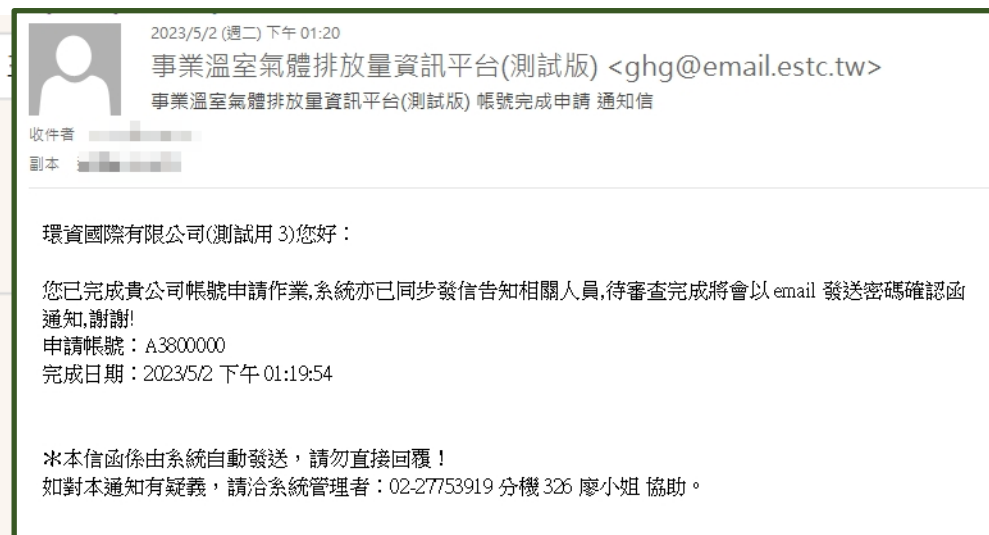 2023/5/2 (週二) 下午 01:20
事業溫室氣體排放量資訊平台(測試版) <ghg@email.estc.tw>
事業溫室氣體排放量資訊平台(測試版) 帳號完成申請 通知信
收件者
副本
環資國際有限公司(測試用 3)您好：
您已完成貴公司帳號申請作業,系統亦已同步發信告知相關人員,待審查完成將會以 email 發送密碼確認函
通知,謝謝!
申請帳號：A3800000
完成日期：2023/5/2 下午 01:19:54
＊本信函係由系統自動發送，請勿直接回覆！
如對本通知有疑義，請洽系統管理者：02-27753919 分機 326 廖小姐 協助。